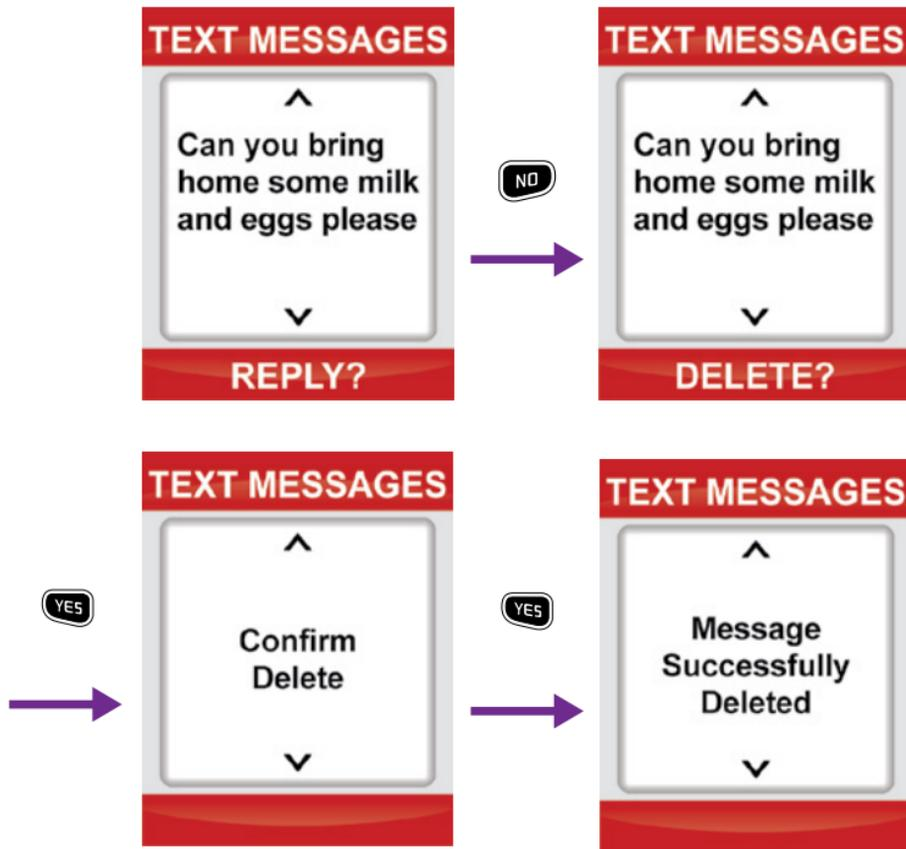 TEXT MESSAGES
Can you bring
home some milk
and eggs please
REPLY?
NO
TEXT MESSAGES
Can you bring
home some milk
and eggs please
DELETE?
YES
TEXT MESSAGES
Confirm
Delete
YES
TEXT MESSAGES
Message
Successfully
Deleted